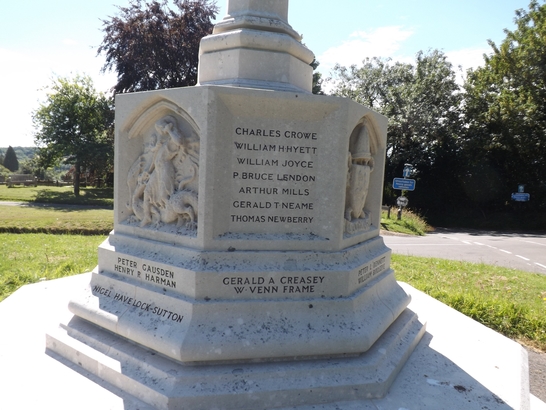 CHARLES CROWE
WILLIAM H HYETT
WILLIAM JOYCE
P. BRUCE LENDON
ARTHUR MILLS
GERALD T NEAME
THOMAS NEWBERRY
PETER GAUSDEN
HENRY P HARMAN
GERALD A CREASEY
W VENN FRAME
NIGEL HAVELOCK-SUTTON